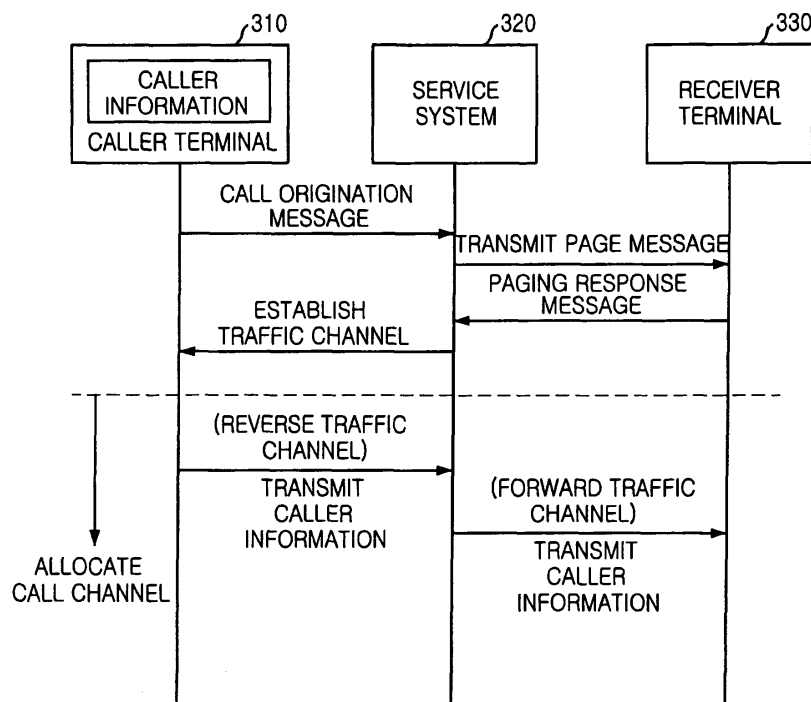 310
320
330
CALLER
INFORMATION
CALLER TERMINAL
SERVICE
SYSTEM
RECEIVER
TERMINAL
CALL ORIGINATION
MESSAGE
TRANSMIT PAGE MESSAGE
PAGING RESPONSE
MESSAGE
ESTABLISH
TRAFFIC CHANNEL
(REVERSE TRAFFIC
CHANNEL)
TRANSMIT
CALLER
INFORMATION
(FORWARD TRAFFIC
CHANNEL)
TRANSMIT
CALLER
INFORMATION
ALLOCATE
CALL CHANNEL